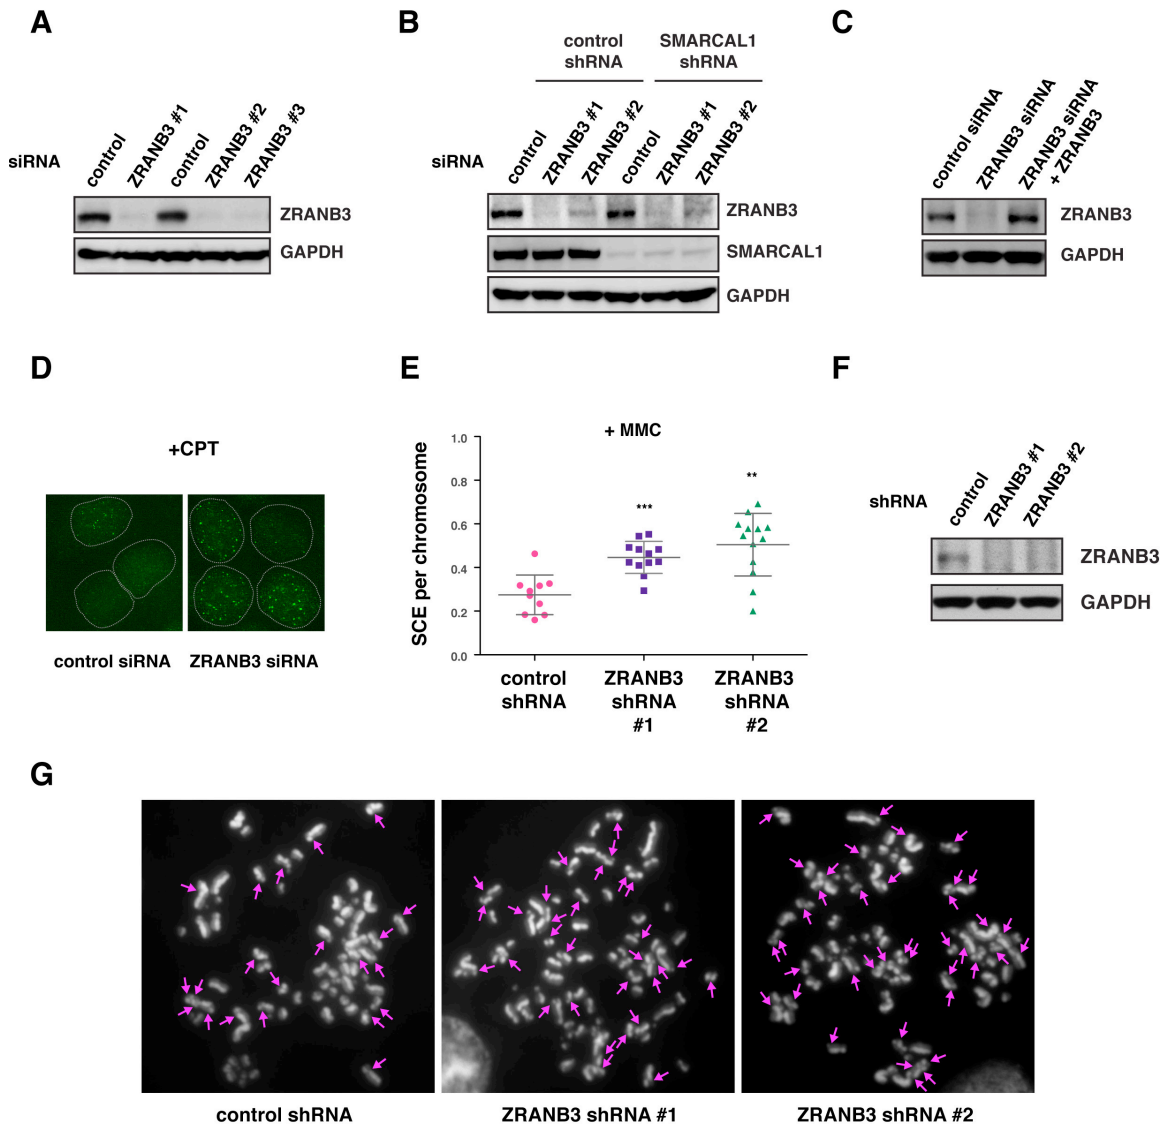 A
siRNA
control
ZRANB3 #1
control
ZRANB3 #2
ZRANB3 #3
ZRANB3
GAPDH
B
control
shRNA
SMARCAL1
shRNA
siRNA
control
ZRANB3 #1
ZRANB3 #2
control
ZRANB3 #1
ZRANB3 #2
ZRANB3
SMARCAL1
GAPDH
C
control siRNA
ZRANB3 siRNA
ZRANB3 siRNA
+ ZRANB3
ZRANB3
GAPDH
D
+CPT
control siRNA
ZRANB3 siRNA
E
+ MMC
SCE per chromosome
1.0
0.8
0.6
0.4
0.2
0.0
***
**
control
shRNA
ZRANB3
shRNA
#1
ZRANB3
shRNA
#2
F
shRNA
control
ZRANB3 #1
ZRANB3 #2
ZRANB3
GAPDH
G
control shRNA
ZRANB3 shRNA #1
ZRANB3 shRNA #2